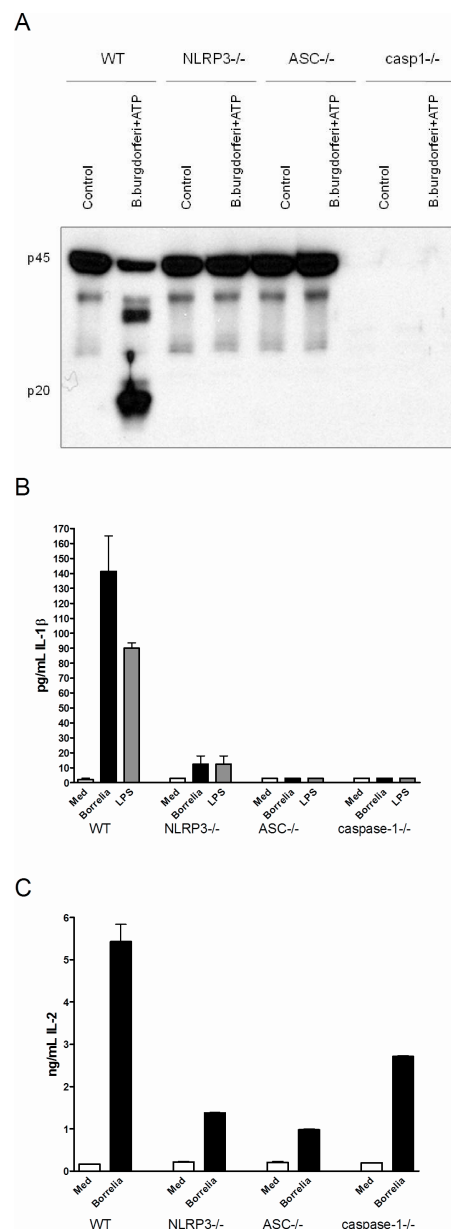 A
WT NLRP3-/- ASC-/- casp1-/-
Control B.burgdorferi+ATP Control B.burgdorferi+ATP Control B.burgdorferi+ATP Control B.burgdorferi+ATP
p45
p20
B
pg/mL IL-1β
170
160
150
140
130
120
110
100
90
80
70
60
50
40
30
20
10
0
Med Borrelia LPS Med Borrelia LPS Med Borrelia LPS Med Borrelia LPS
WT NLRP3-/- ASC-/- caspase-1-/-
C
ng/mL IL-2
6
5
4
3
2
1
0
Med Borrelia Med Borrelia Med Borrelia Med Borrelia
WT NLRP3-/- ASC-/- caspase-1-/-